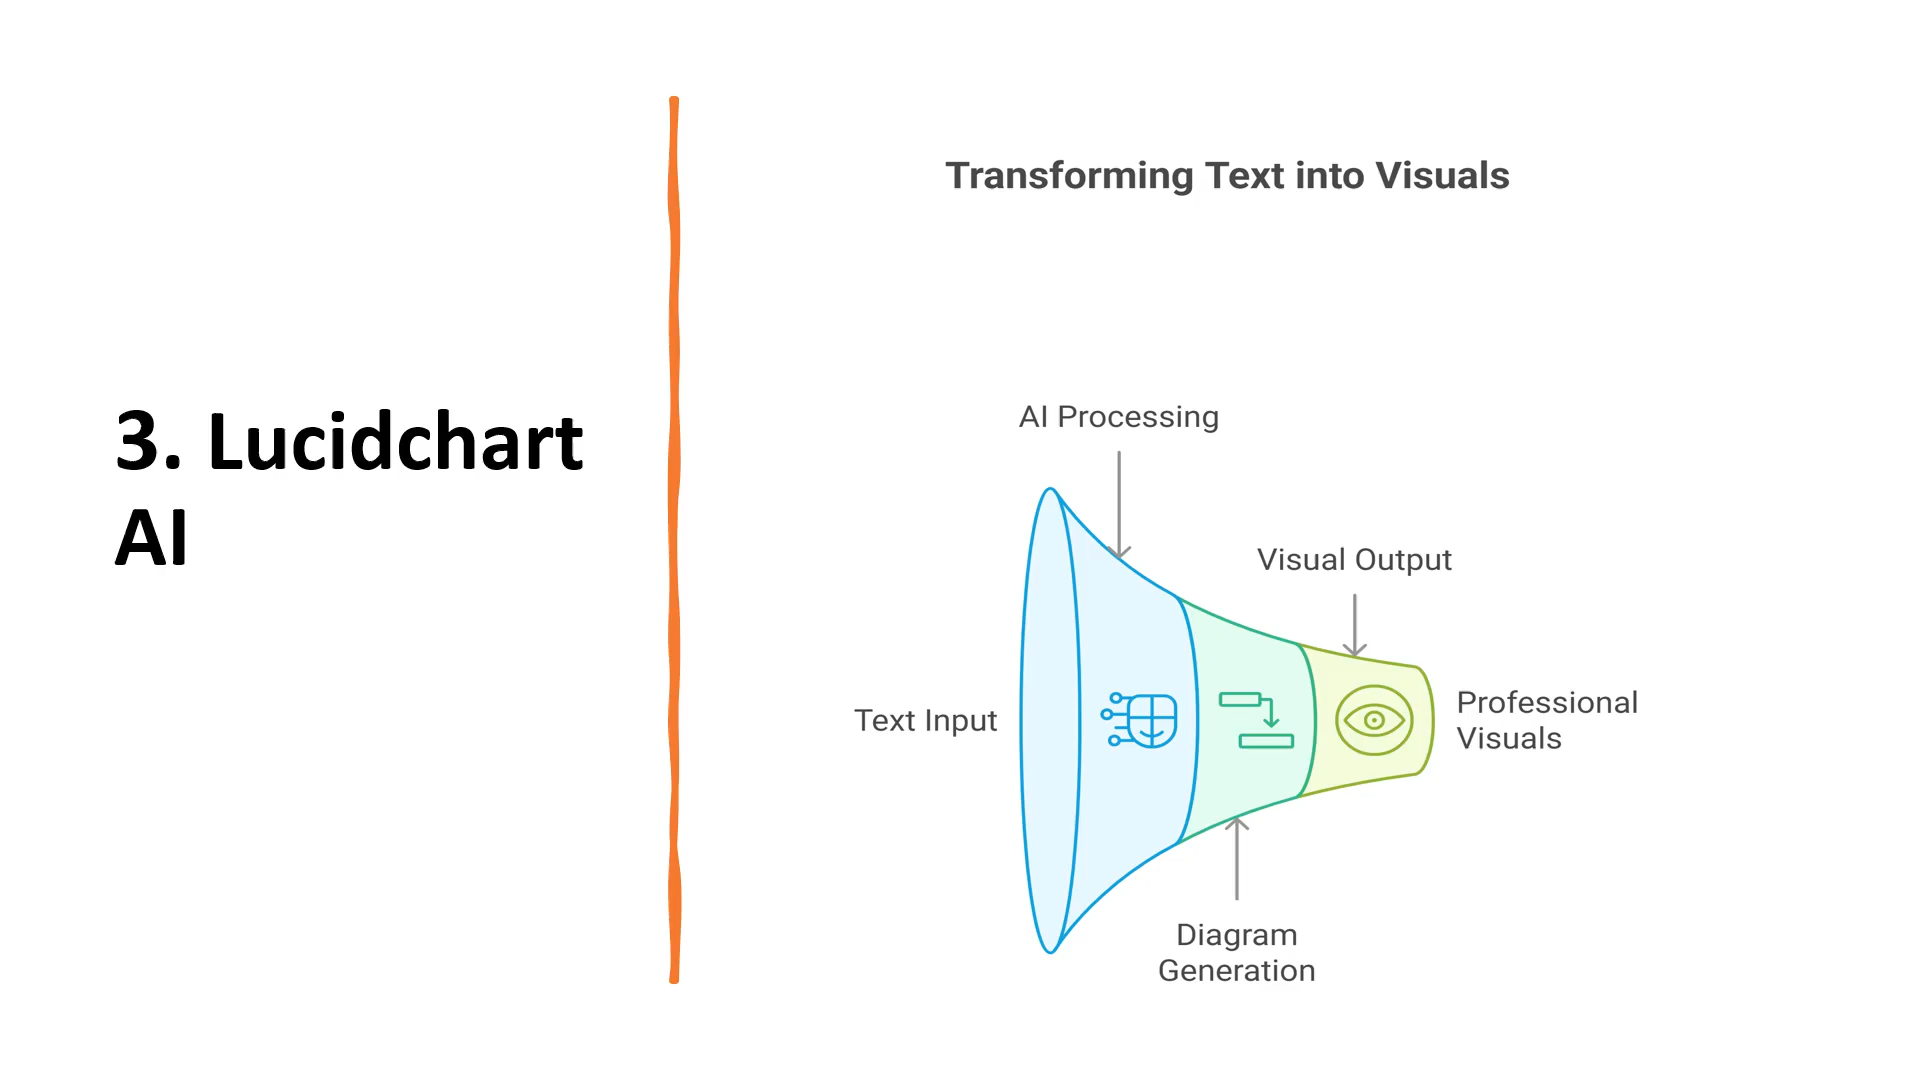 3. Lucidchart
AI
Transforming Text into Visuals
AI Processing
Visual Output
Text Input
Professional
Visuals
Diagram
Generation